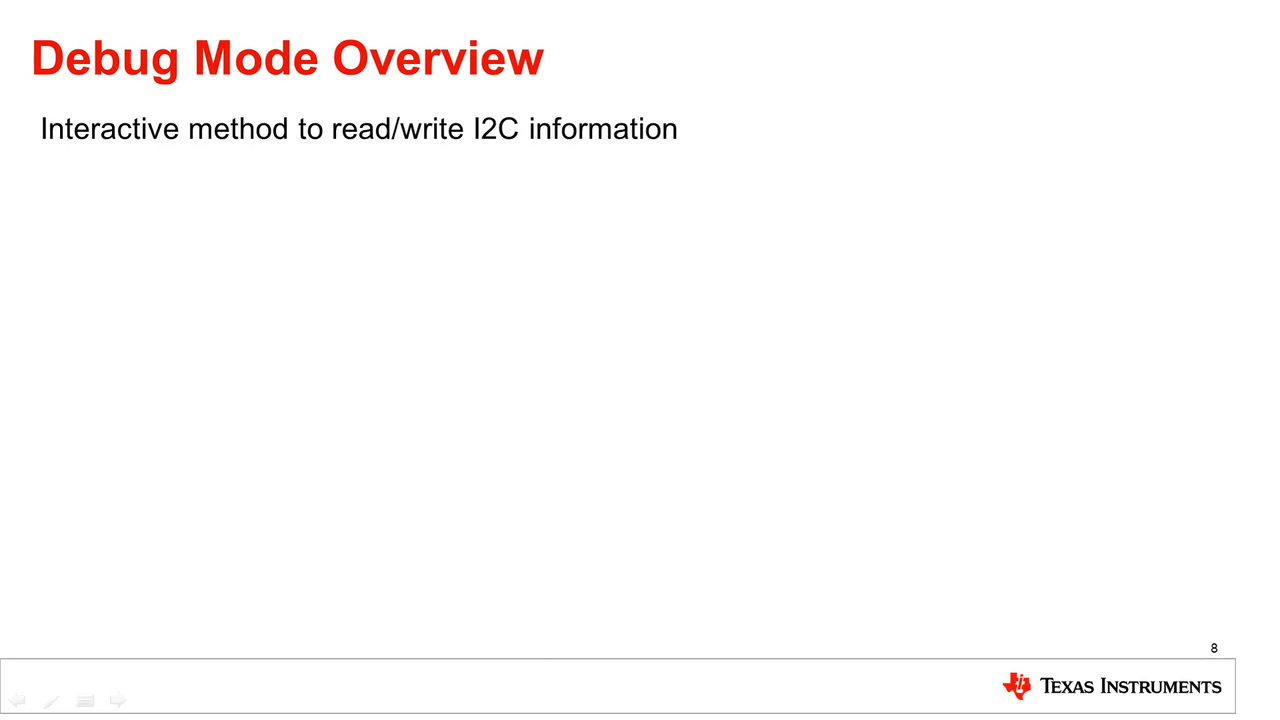 Debug Mode Overview
Interactive method to read/write I2C information
8
TEXAS INSTRUMENTS